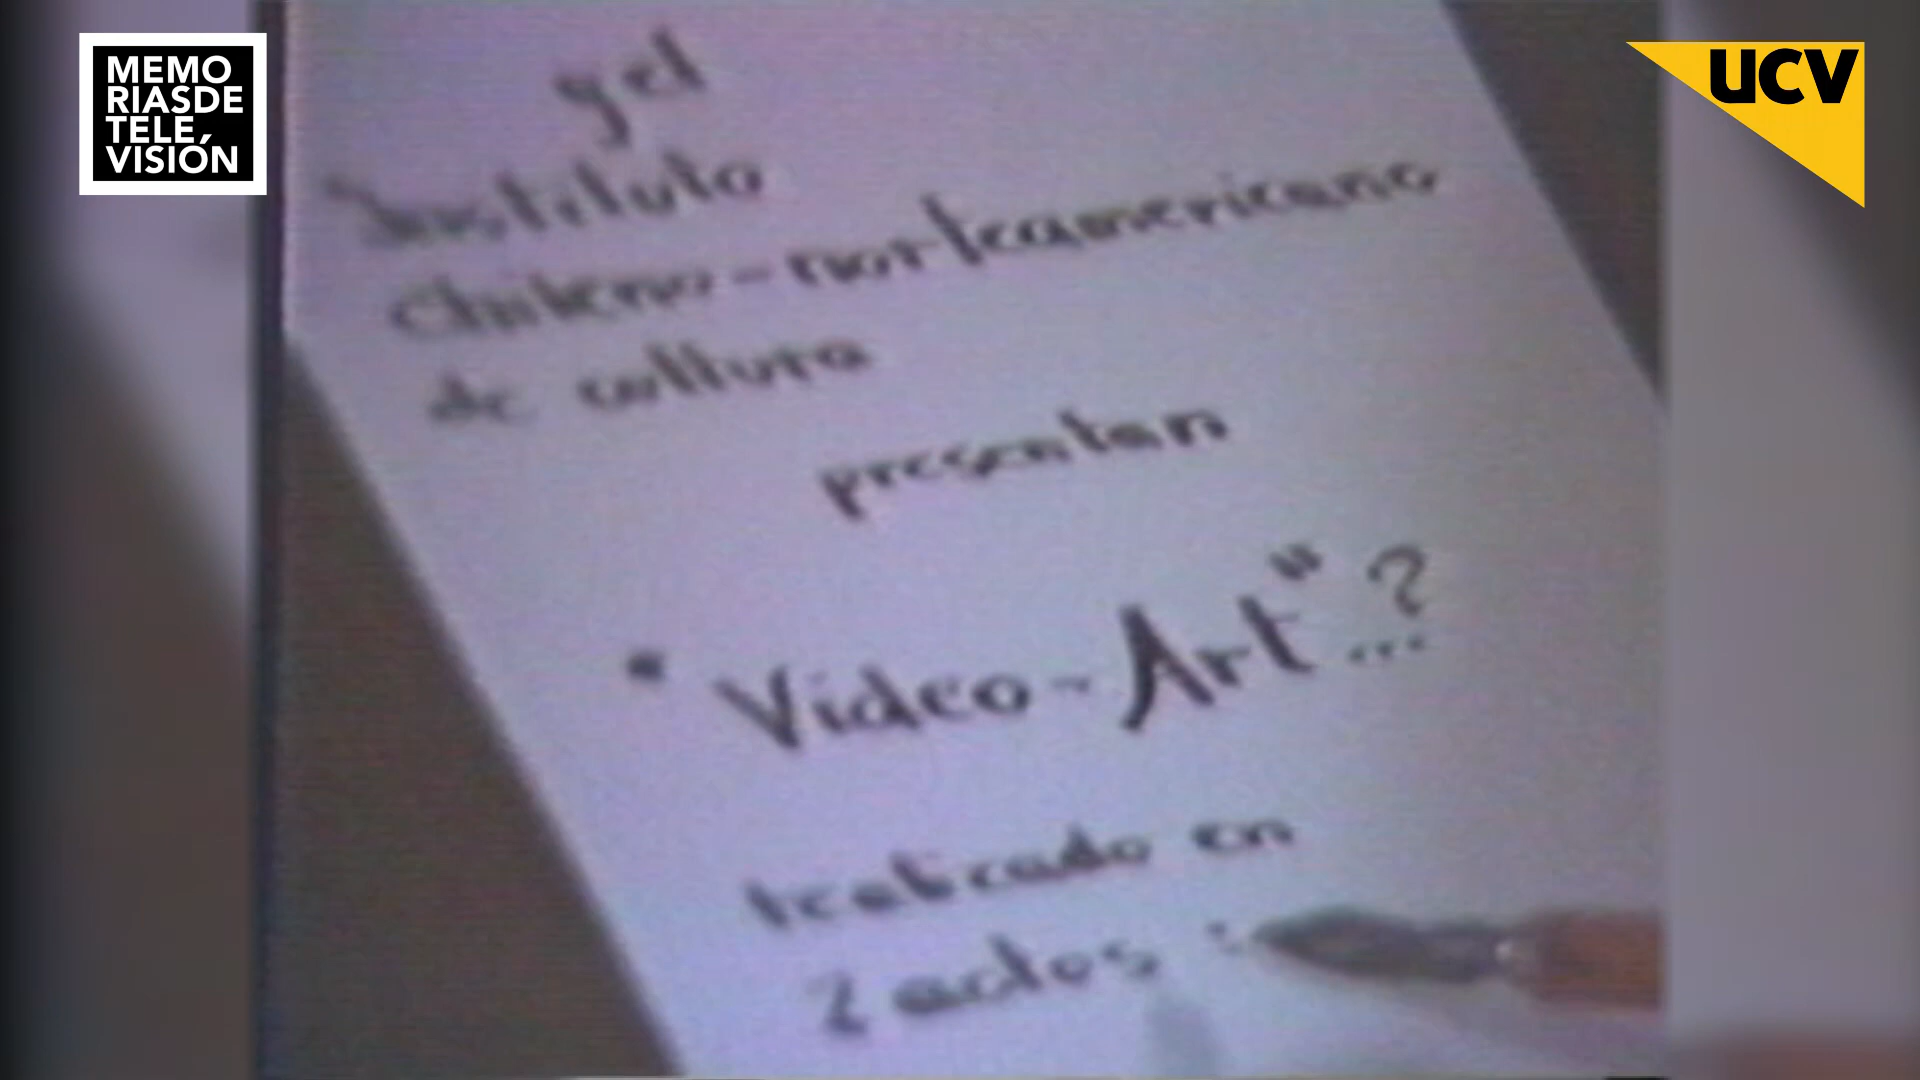 MEMO
RIASDE
TELE
VISIÓN
UCV
y el
Instituto
Chileno-norteamericano
de cultura
presentan
"Video-Art"...?
realizado en
2 actos :